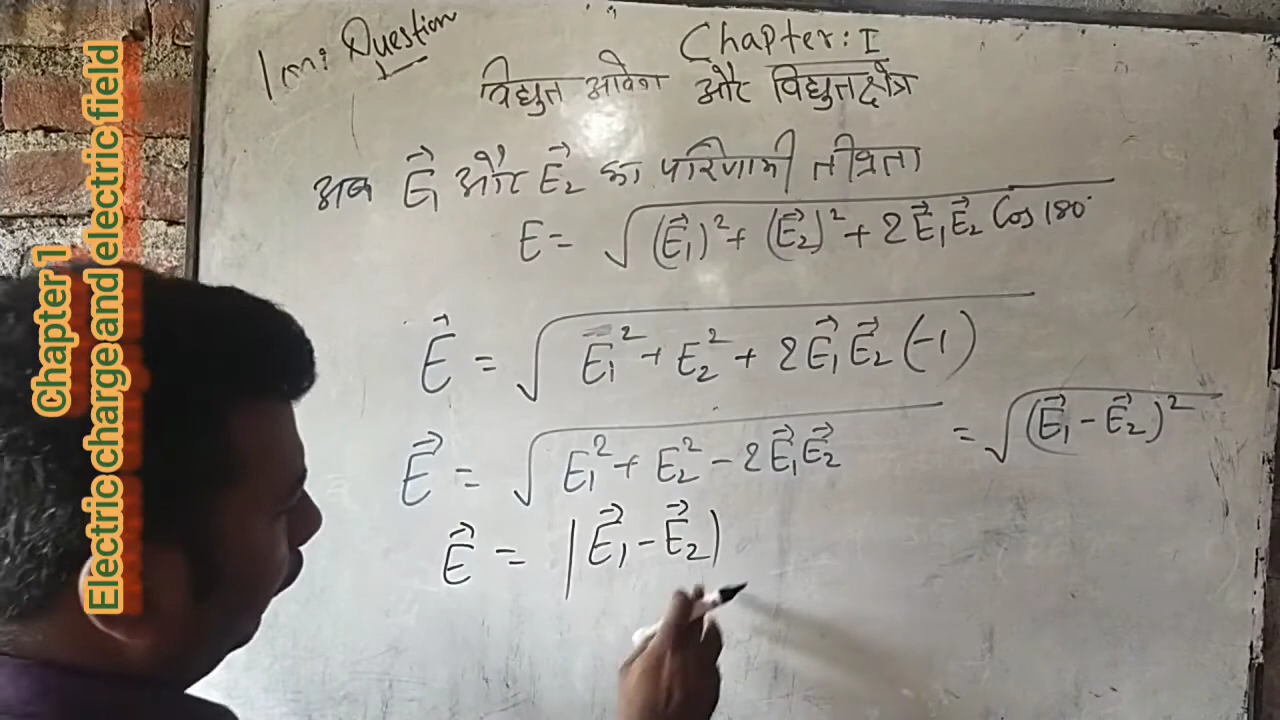 Chapter 1
Electric charge and electric field
Im: Question
Chapter: I
विद्युत आवेश और विद्युत क्षेत्र
अब E⃗₁ और E⃗₂ का परिणामी तीव्रता
E = √(E⃗₁)² + (E⃗₂)² + 2E⃗₁E⃗₂ Cos 180°
E⃗ = √E₁² + E₂² + 2E⃗₁E⃗₂ (-1)
E⃗ = √E₁² + E₂² - 2E⃗₁E⃗₂ = √(E⃗₁ - E⃗₂)²
E⃗ = |E⃗₁ - E⃗₂|